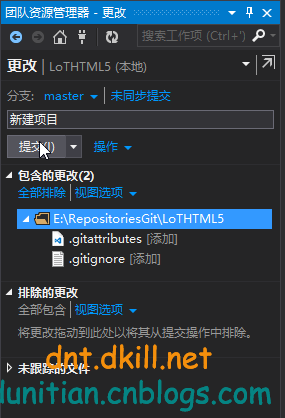 团队资源管理器 - 更改
搜索工作项 (Ctrl+')
更改 | LoTHTML5 (本地)
分支: master | 未同步提交
新建项目
提交(I) 操作
包含的更改(2)
全部排除 | 视图选项
E:\RepositoriesGit\LoTHTML5
.gitattributes [添加]
.gitignore [添加]
排除的更改
全部包含 | 视图选项
将更改拖动到此处以将其从提交操作中排除。
未跟踪的文件
dnt.dkill.net
lunitian.cnblogs.com